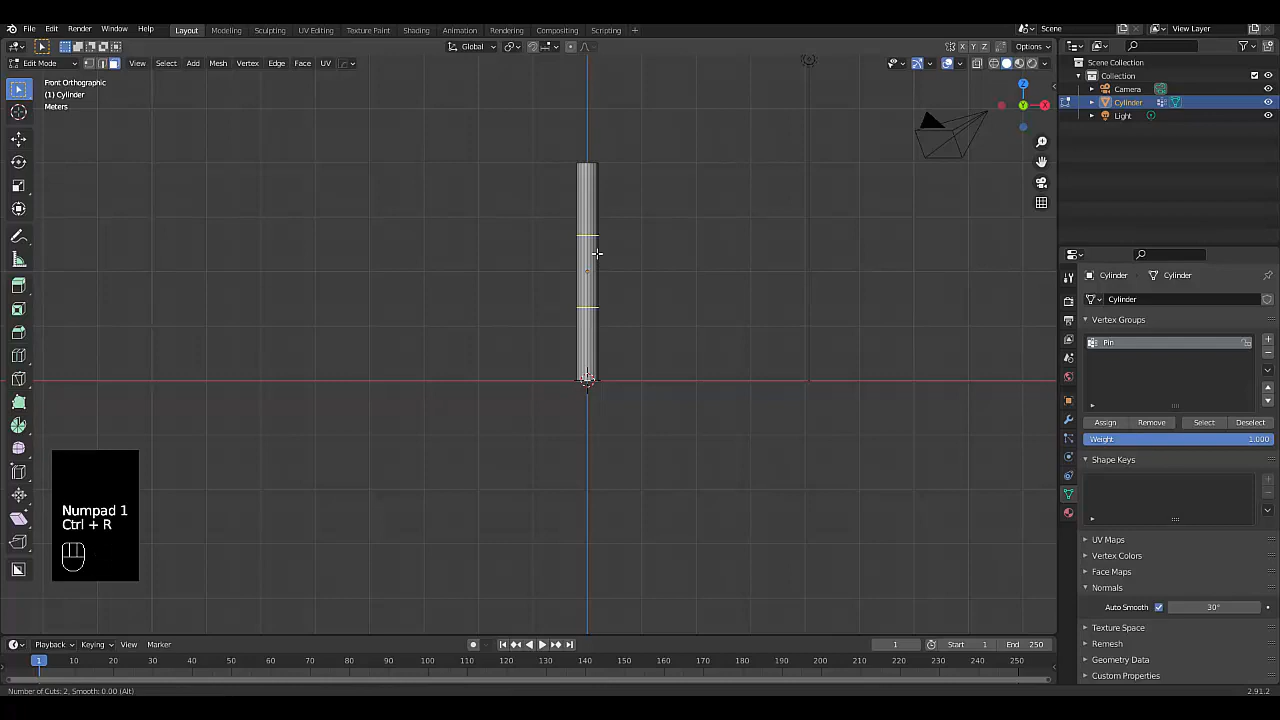 File Edit Render Window Help Layout Modeling Sculpting UV Editing Texture Paint Shading Animation Rendering Compositing Scripting Scene View Layer
Global X Y Z Options
Edit Mode View Select Add Mesh Vertex Edge Face UV
Front Orthographic
(1) Cylinder
Meters
Z
Y
X
Scene Collection
Collection
Camera
Cylinder
Light
Cylinder Cylinder
Cylinder
Vertex Groups
Pin
Assign Remove Select Deselect
Weight 1.000
Shape Keys
UV Maps
Vertex Colors
Face Maps
Normals
Auto Smooth 30°
Texture Space
Remesh
Geometry Data
Custom Properties
Numpad 1
Ctrl + R
Playback Keying View Marker 1 Start 1 End 250
1 10 20 30 40 50 60 70 80 90 100 110 120 130 140 150 160 170 180 190 200 210 220 230 240 250
Number of Cuts: 2, Smooth: 0.00 (Alt) 2.91.2